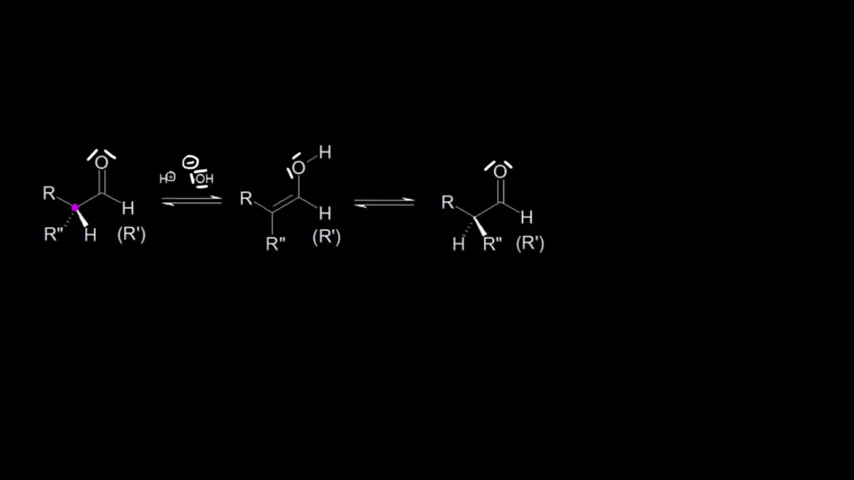 O
R
H
R" H (R')
H⊕ ⊖OH
O H
R
H
R" (R')
O
R
H
H R" (R')